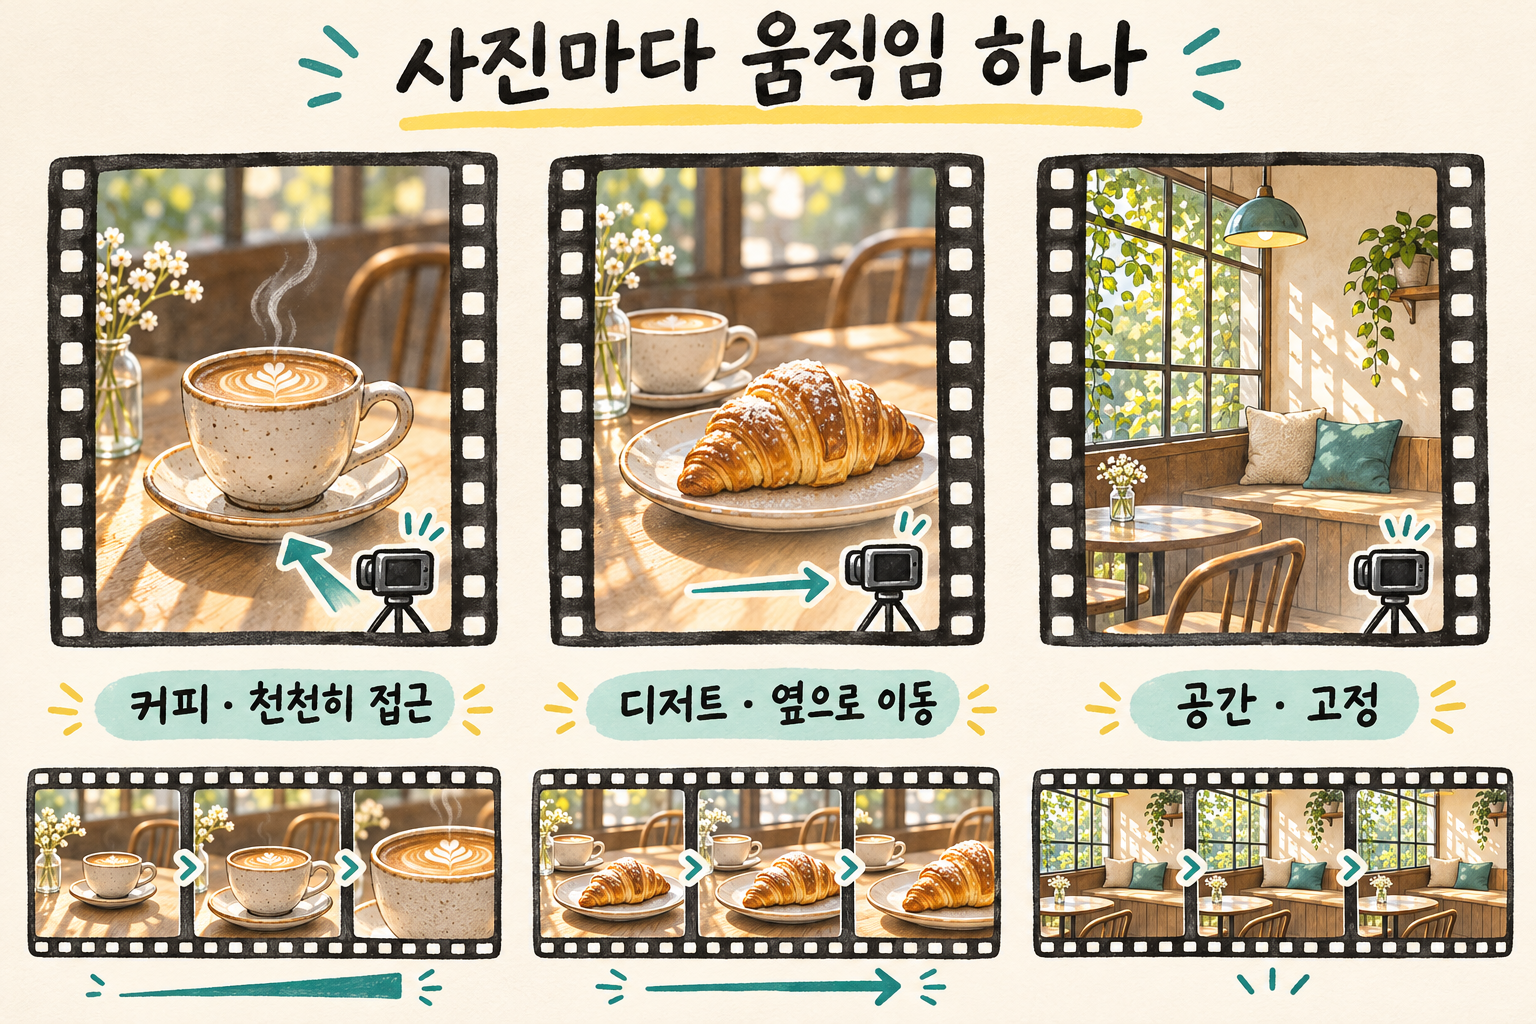 사진마다 움직임 하나
커피 · 천천히 접근
디저트 · 옆으로 이동
공간 · 고정